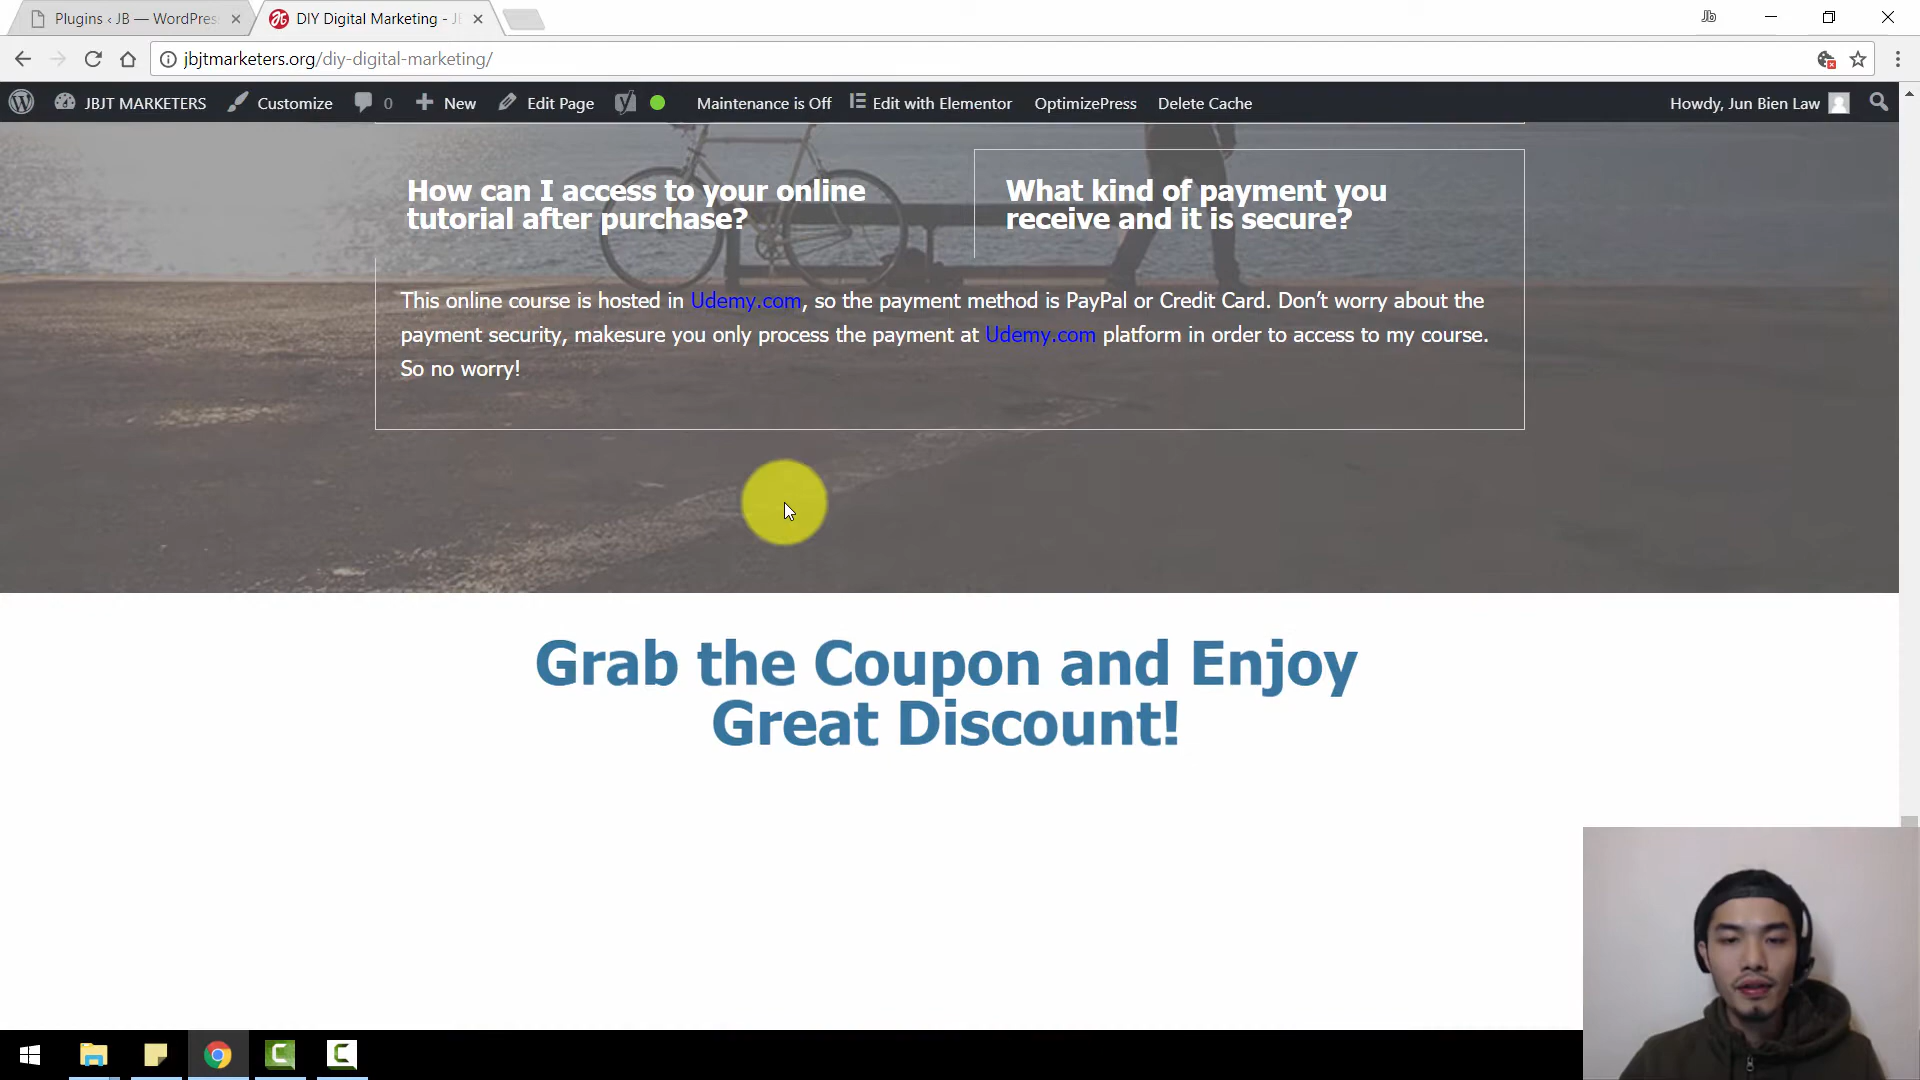 Plugins ‹ JB — WordPres
DIY Digital Marketing - J
Jb
jbjtmarketers.org/diy-digital-marketing/
JBJT MARKETERS
Customize
0
New
Edit Page
Maintenance is Off
Edit with Elementor
OptimizePress
Delete Cache
Howdy, Jun Bien Law
How can I access to your online
tutorial after purchase?
What kind of payment you
receive and it is secure?
This online course is hosted in Udemy.com, so the payment method is PayPal or Credit Card. Don’t worry about the
payment security, makesure you only process the payment at Udemy.com platform in order to access to my course.
So no worry!
Grab the Coupon and Enjoy
Great Discount!